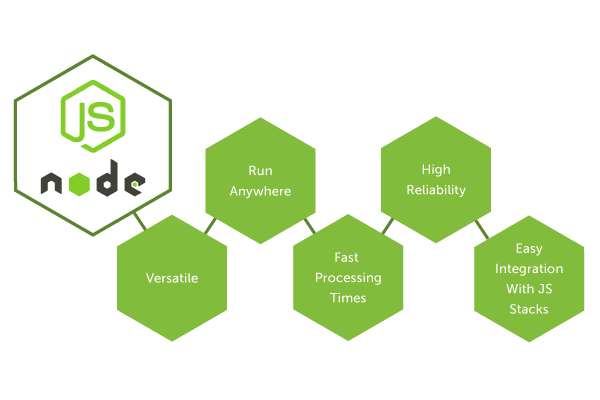 JS
node
Versatile
Run
Anywhere
Fast
Processing
Times
High
Reliability
Easy
Integration
With JS
Stacks